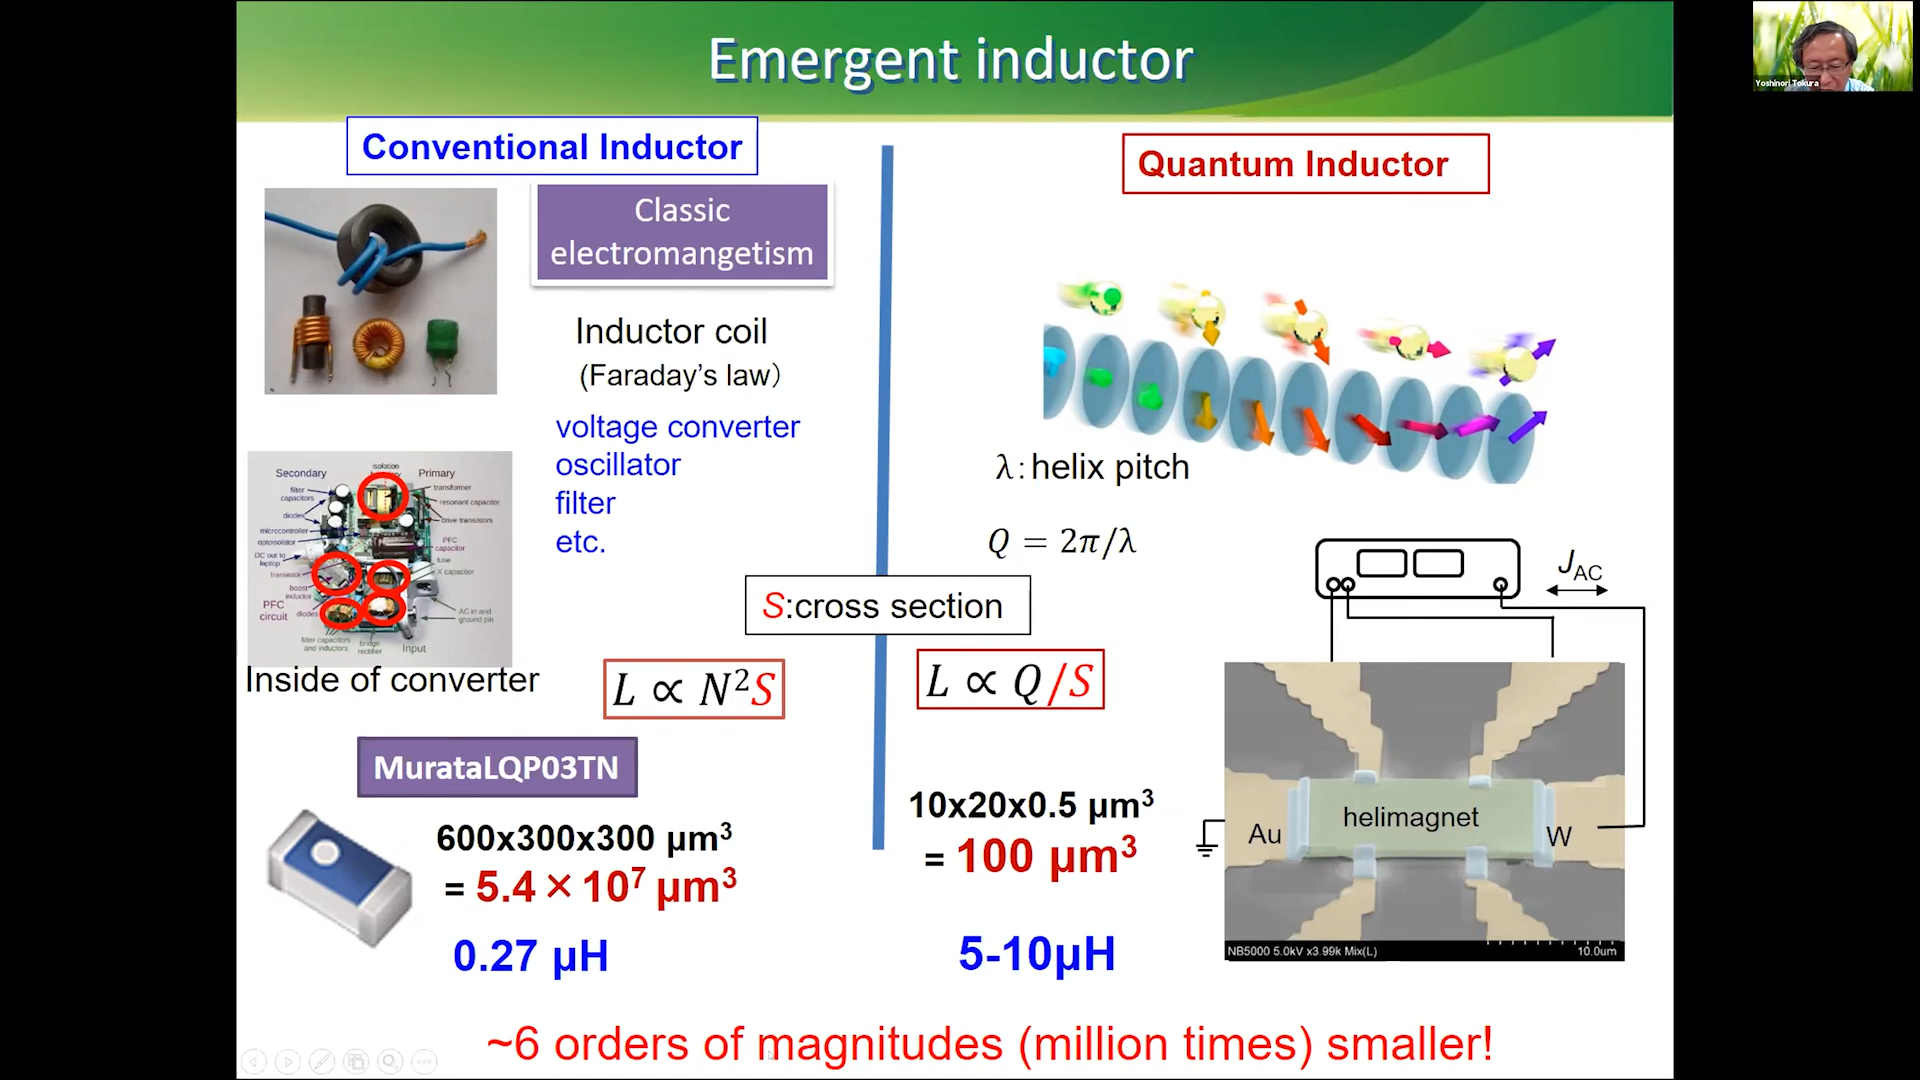 Emergent inductor
Yoshinori Tokura
Conventional Inductor
Classic
electromangetism
Inductor coil
(Faraday's law)
voltage converter
oscillator
filter
etc.
Secondary
isolation
Primary
filter
capacitors
transformer
resonant capacitor
diodes
drive transistors
microcontroller
optoisolator
PFC
capacitor
DC out to
laptop
fuse
X capacitor
transistor
boost
inductor
PFC
circuit
diodes
AC in and
ground pin
filter capacitors
and inductors
bridge
rectifier
Input
Inside of converter
L ∝ N²S
MurataLQP03TN
600x300x300 µm³
= 5.4×10⁷ µm³
0.27 µH
S:cross section
Quantum Inductor
λ:helix pitch
Q = 2π/λ
L ∝ Q/S
10x20x0.5 µm³
= 100 µm³
5-10µH
J_AC
helimagnet
Au
W
NB5000 5.0kV x3.99k Mix(L)
10.0um
~6 orders of magnitudes (million times) smaller!